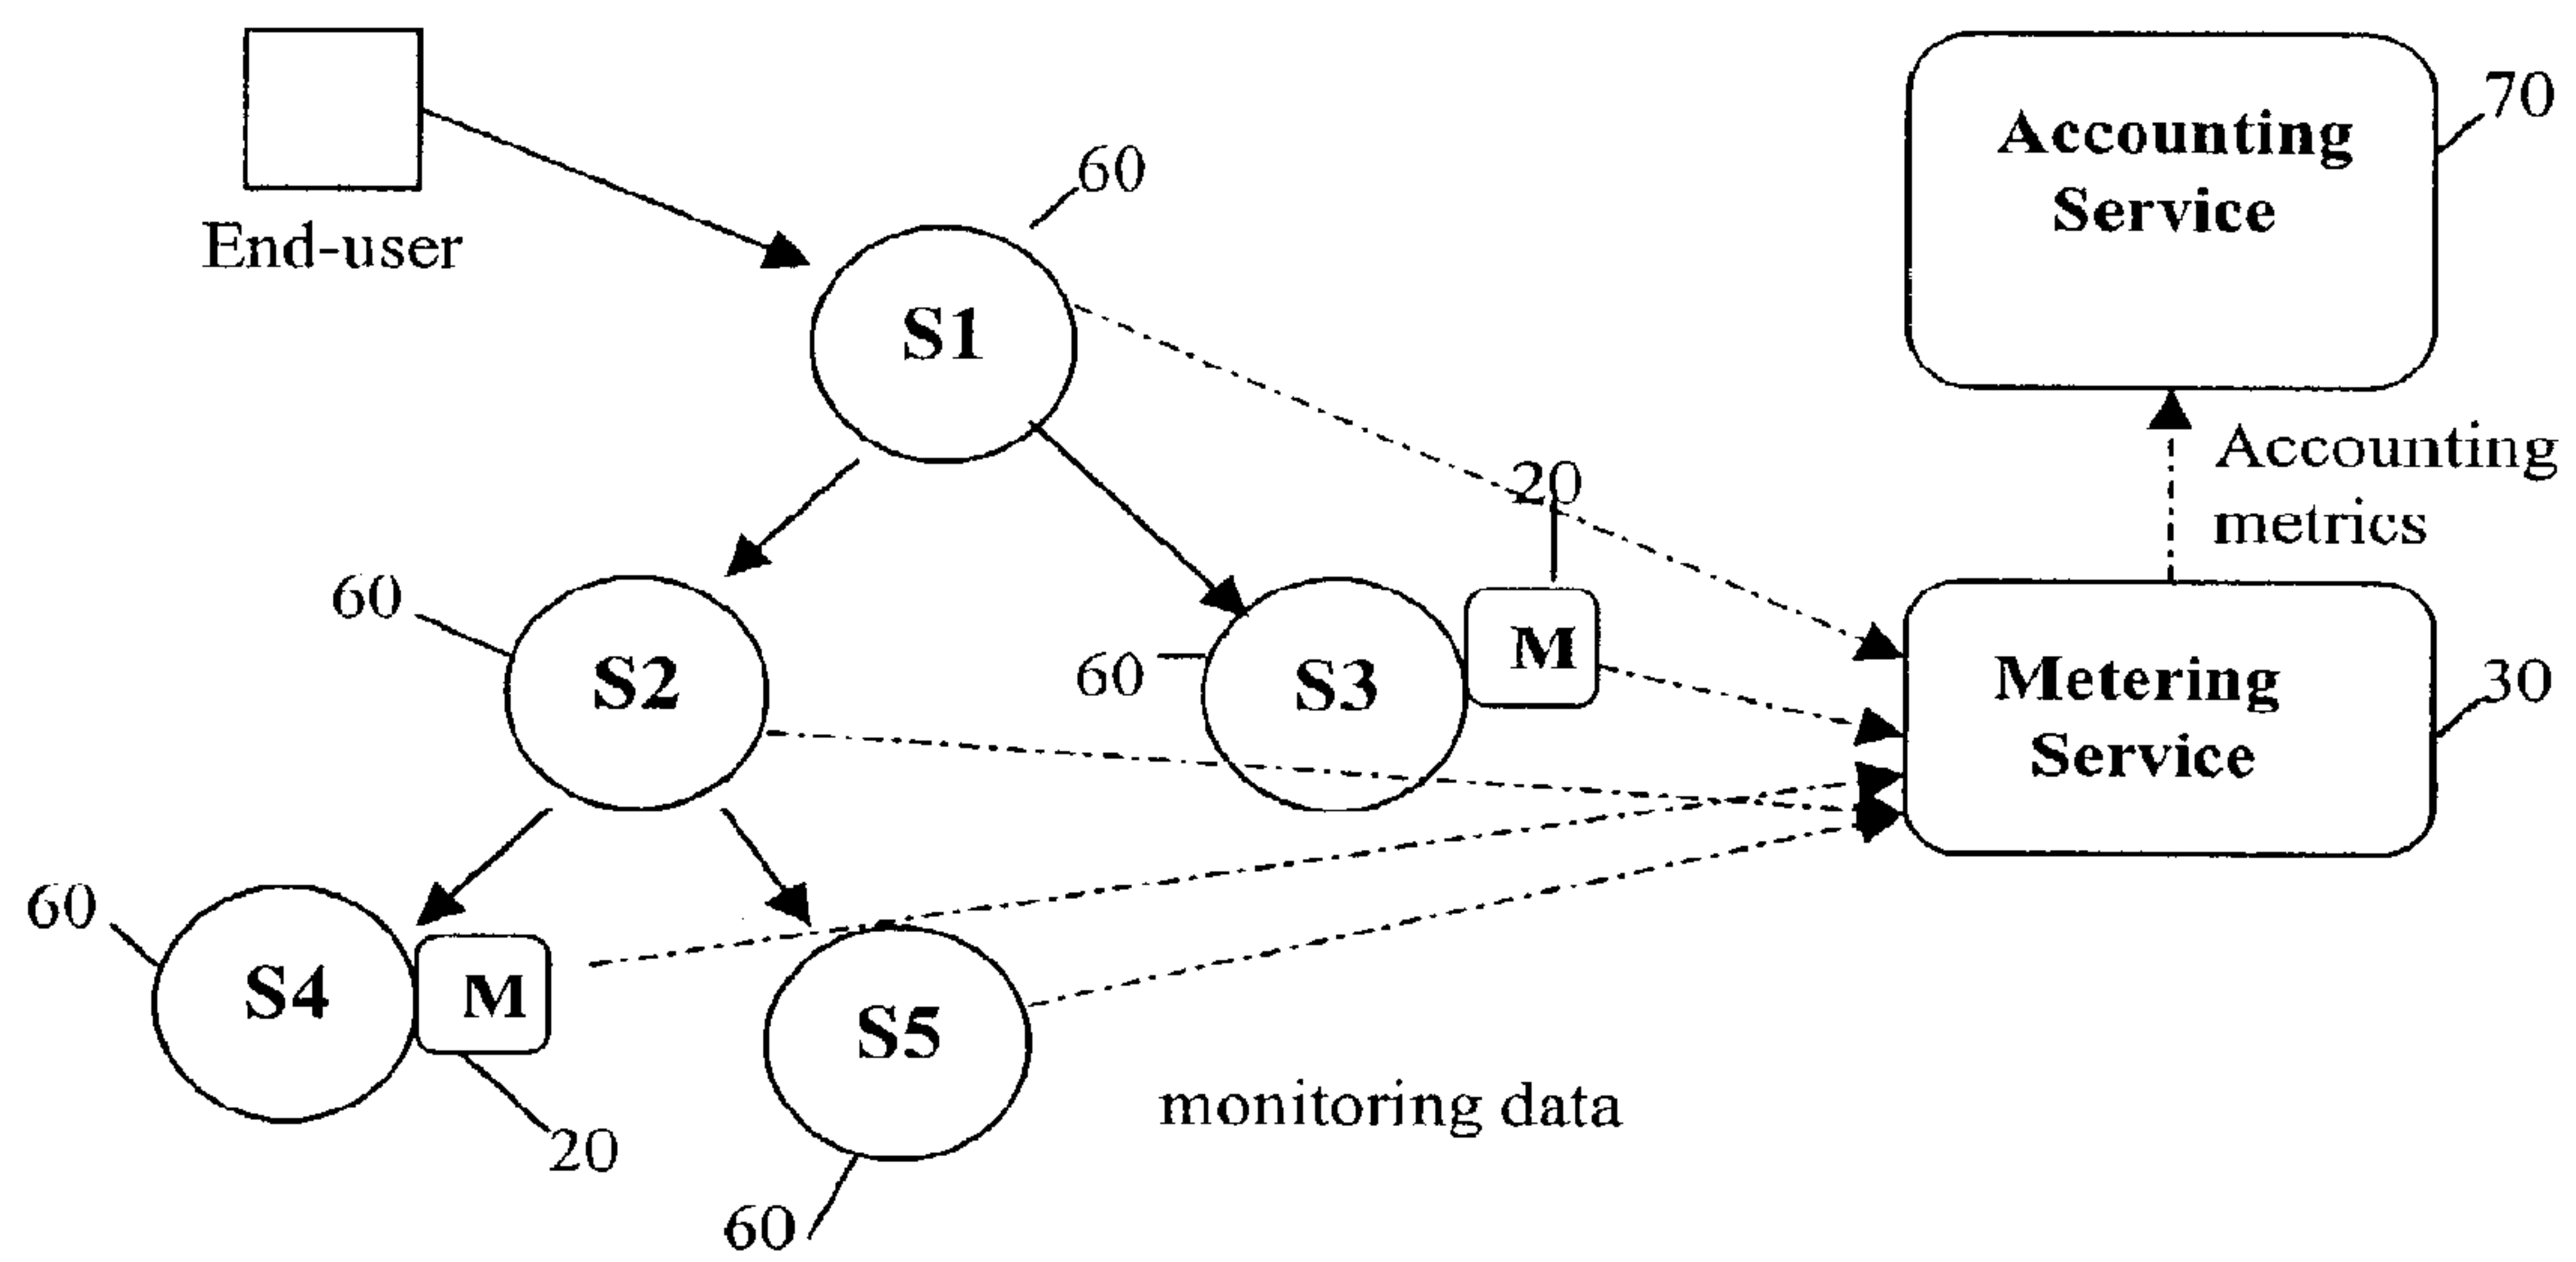 70
Accounting
Service
60
End-user
S1
Accounting
metrics
20
60
M
S2
60
S3
Metering
Service
30
60
S4
M
S5
monitoring data
20
60